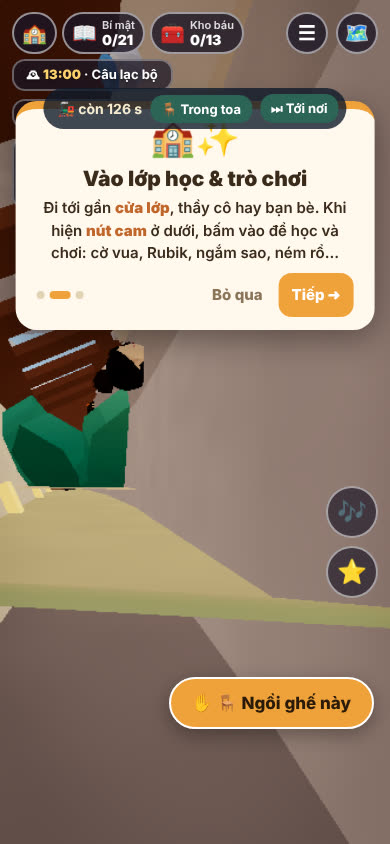 Bí mật
0/21
Kho báu
0/13
13:00 · Câu lạc bộ
còn 126 s
Trong toa
Tới nơi
Vào lớp học & trò chơi
Đi tới gần cửa lớp, thầy cô hay bạn bè. Khi
hiện nút cam ở dưới, bấm vào để học và
chơi: cờ vua, Rubik, ngắm sao, ném rổ...
Bỏ qua
Tiếp ➜
Ngồi ghế này